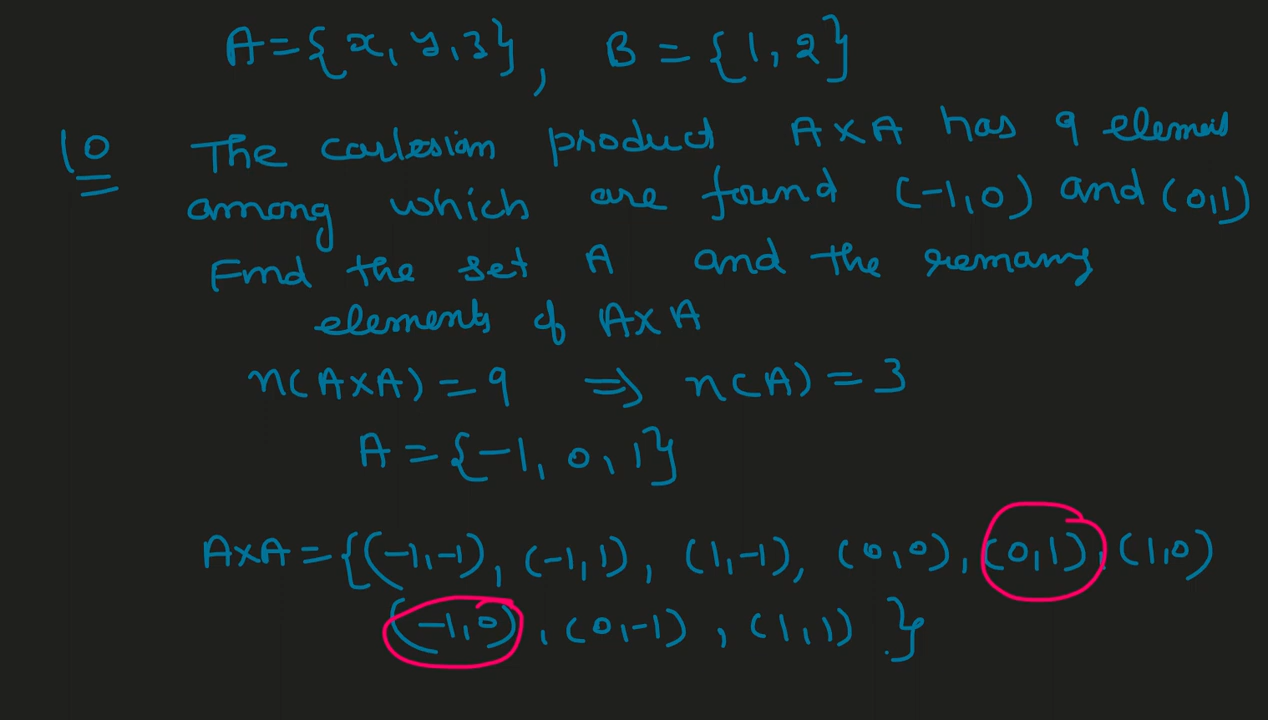 A = {x, y, z}, B = {1, 2}
10 The cartesian product A×A has 9 elements
among which are found (-1,0) and (0,1)
Find the set A and the remaining
elements of A×A
n(A×A) = 9 ⇒ n(A) = 3
A = {-1, 0, 1}
A×A = {(-1,-1), (-1,1), (1,-1), (0,0), (0,1), (1,0)
(-1,0), (0,-1), (1,1) }